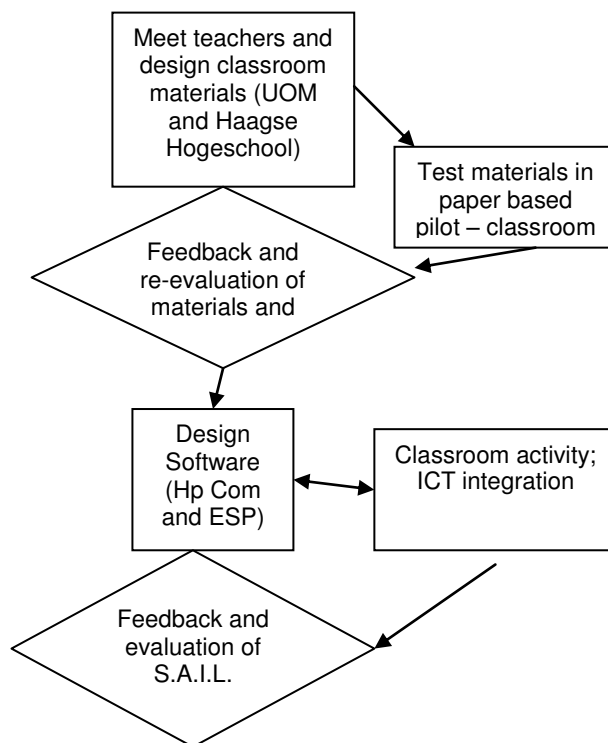 Meet teachers and
design classroom
materials (UOM
and Haagse
Hogeschool)
Test materials in
paper based
pilot – classroom
Feedback and
re-evaluation of
materials and
Design
Software
(Hp Com
and ESP)
Classroom activity;
ICT integration
Feedback and
evaluation of
S.A.I.L.